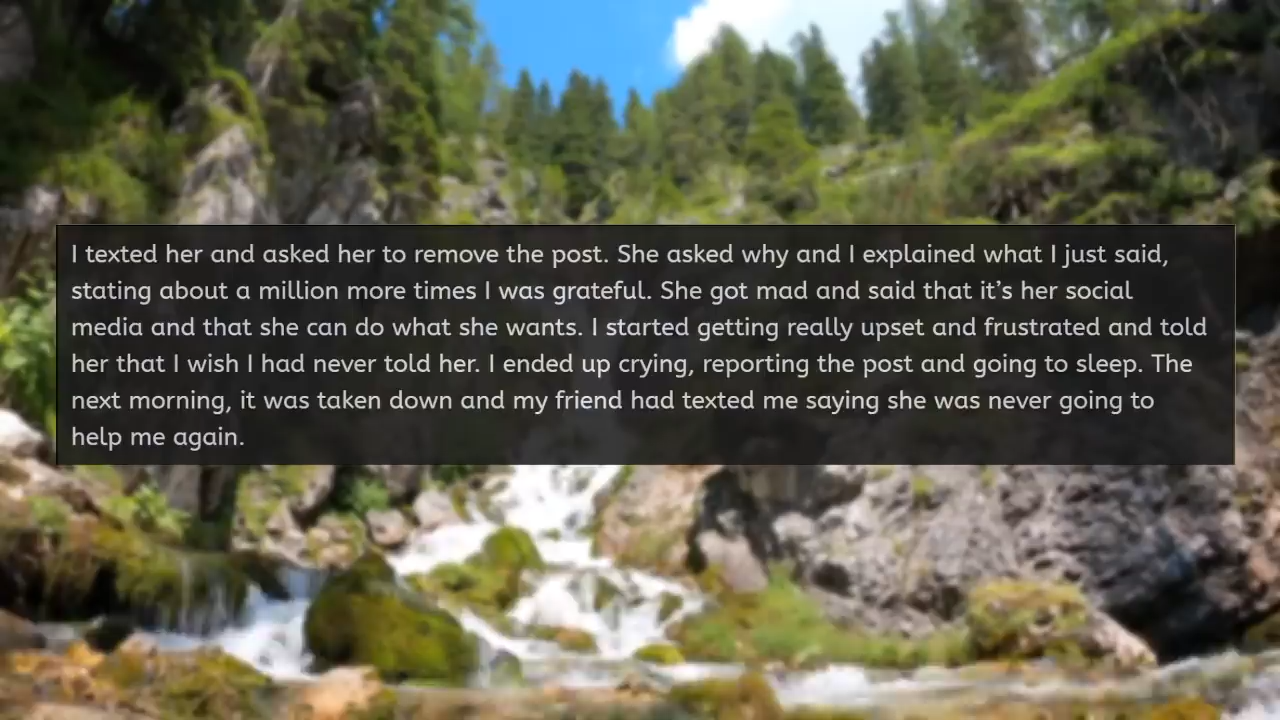 I texted her and asked her to remove the post. She asked why and I explained what I just said,
stating about a million more times I was grateful. She got mad and said that it’s her social
media and that she can do what she wants. I started getting really upset and frustrated and told
her that I wish I had never told her. I ended up crying, reporting the post and going to sleep. The
next morning, it was taken down and my friend had texted me saying she was never going to
help me again.